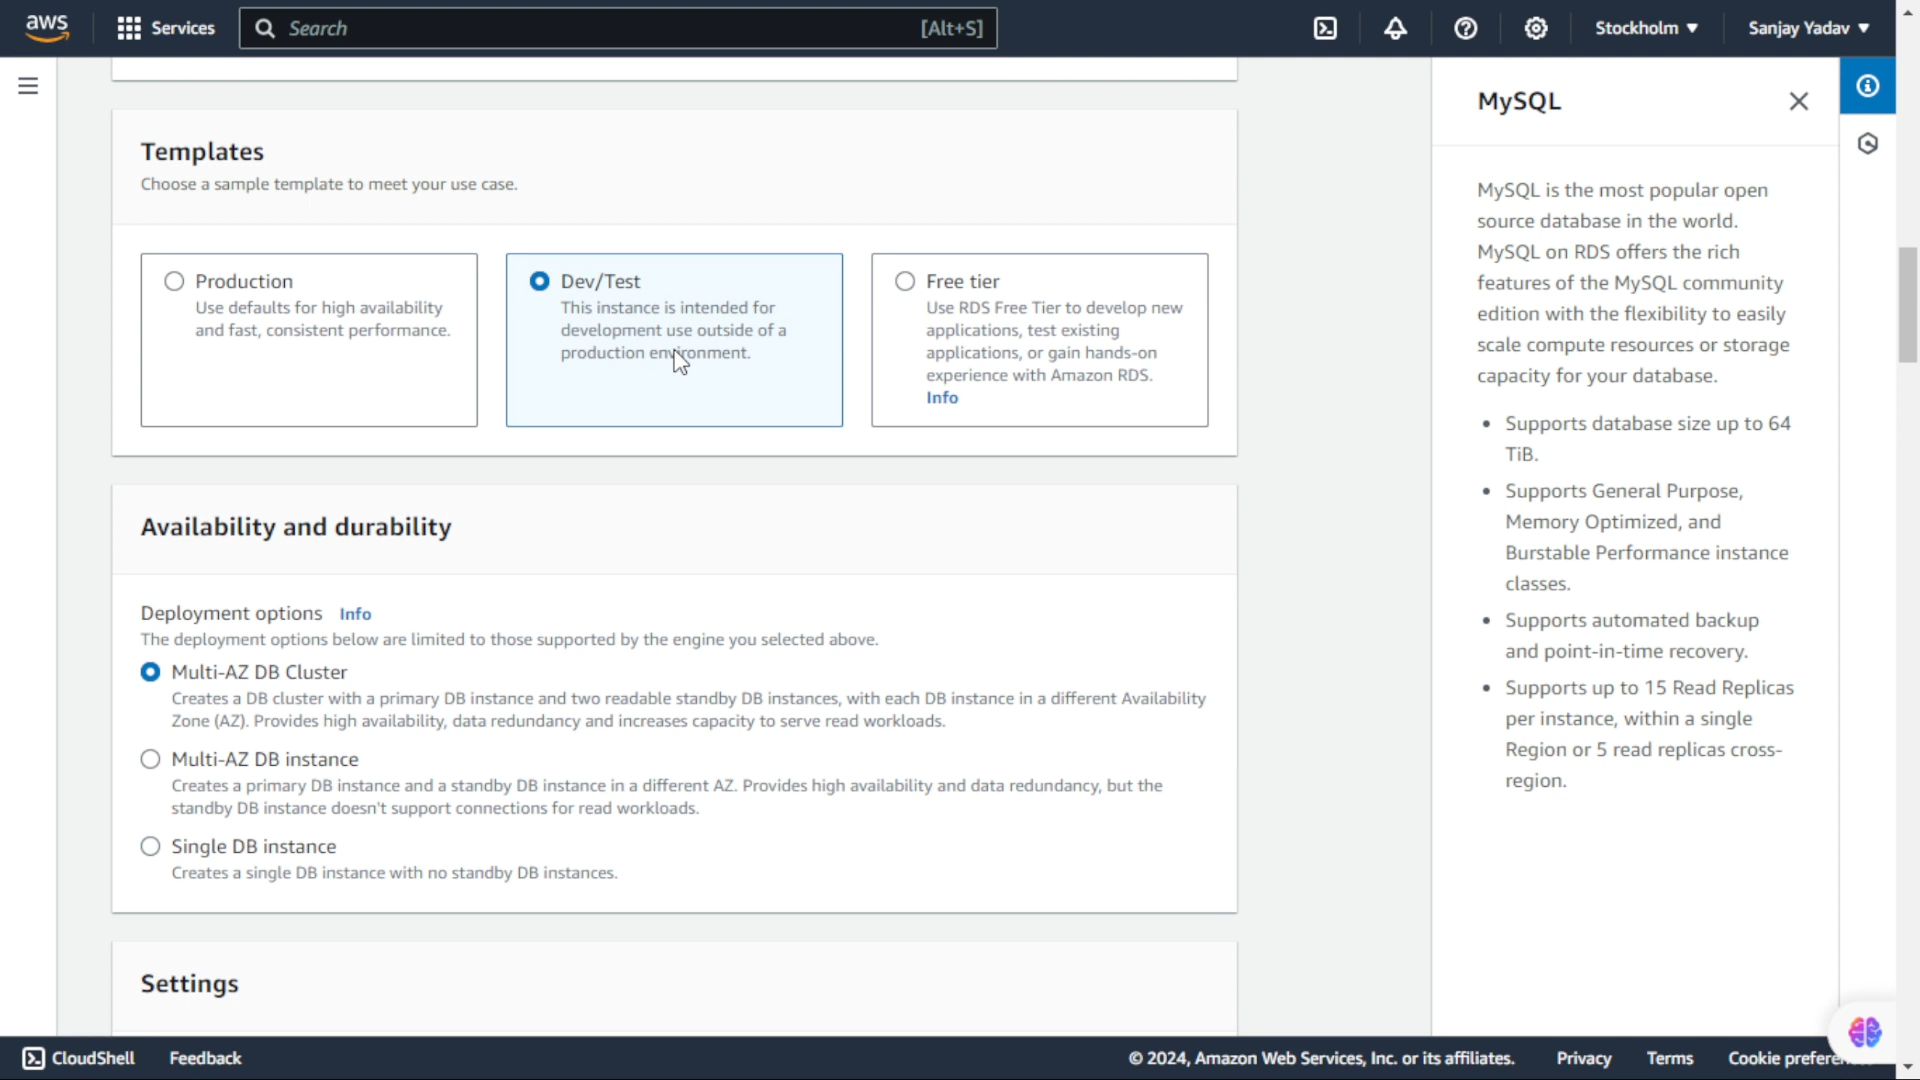 aws
Services
Search
[Alt+S]
Stockholm
Sanjay Yadav
Templates
Choose a sample template to meet your use case.
Production
Use defaults for high availability
and fast, consistent performance.
Dev/Test
This instance is intended for
development use outside of a
production environment.
Free tier
Use RDS Free Tier to develop new
applications, test existing
applications, or gain hands-on
experience with Amazon RDS.
Info
Availability and durability
Deployment options Info
The deployment options below are limited to those supported by the engine you selected above.
Multi-AZ DB Cluster
Creates a DB cluster with a primary DB instance and two readable standby DB instances, with each DB instance in a different Availability
Zone (AZ). Provides high availability, data redundancy and increases capacity to serve read workloads.
Multi-AZ DB instance
Creates a primary DB instance and a standby DB instance in a different AZ. Provides high availability and data redundancy, but the
standby DB instance doesn't support connections for read workloads.
Single DB instance
Creates a single DB instance with no standby DB instances.
Settings
MySQL
MySQL is the most popular open
source database in the world.
MySQL on RDS offers the rich
features of the MySQL community
edition with the flexibility to easily
scale compute resources or storage
capacity for your database.
• Supports database size up to 64
TiB.
• Supports General Purpose,
Memory Optimized, and
Burstable Performance instance
classes.
• Supports automated backup
and point-in-time recovery.
• Supports up to 15 Read Replicas
per instance, within a single
Region or 5 read replicas cross-
region.
CloudShell
Feedback
© 2024, Amazon Web Services, Inc. or its affiliates.
Privacy
Terms
Cookie